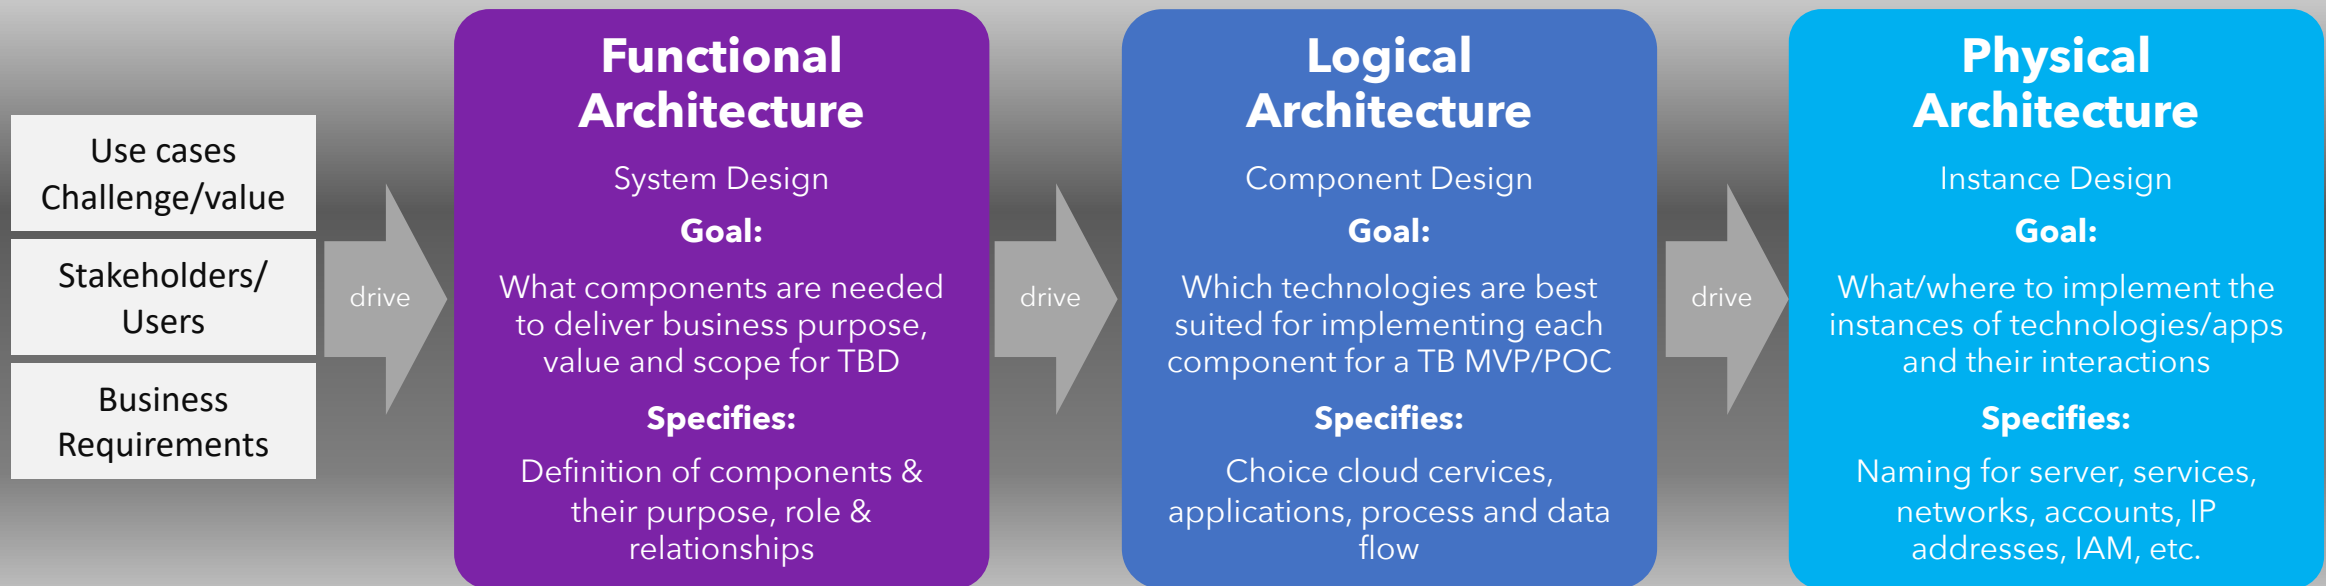 Use cases
Challenge/value
Stakeholders/
Users
Business
Requirements
drive
Functional
Architecture
System Design
Goal:
What components are needed
to deliver business purpose,
value and scope for TBD
Specifies:
Definition of components &
their purpose, role &
relationships
drive
Logical
Architecture
Component Design
Goal:
Which technologies are best
suited for implementing each
component for a TB MVP/POC
Specifies:
Choice cloud cervices,
applications, process and data
flow
drive
Physical
Architecture
Instance Design
Goal:
What/where to implement the
instances of technologies/apps
and their interactions
Specifies:
Naming for server, services,
networks, accounts, IP
addresses, IAM, etc.